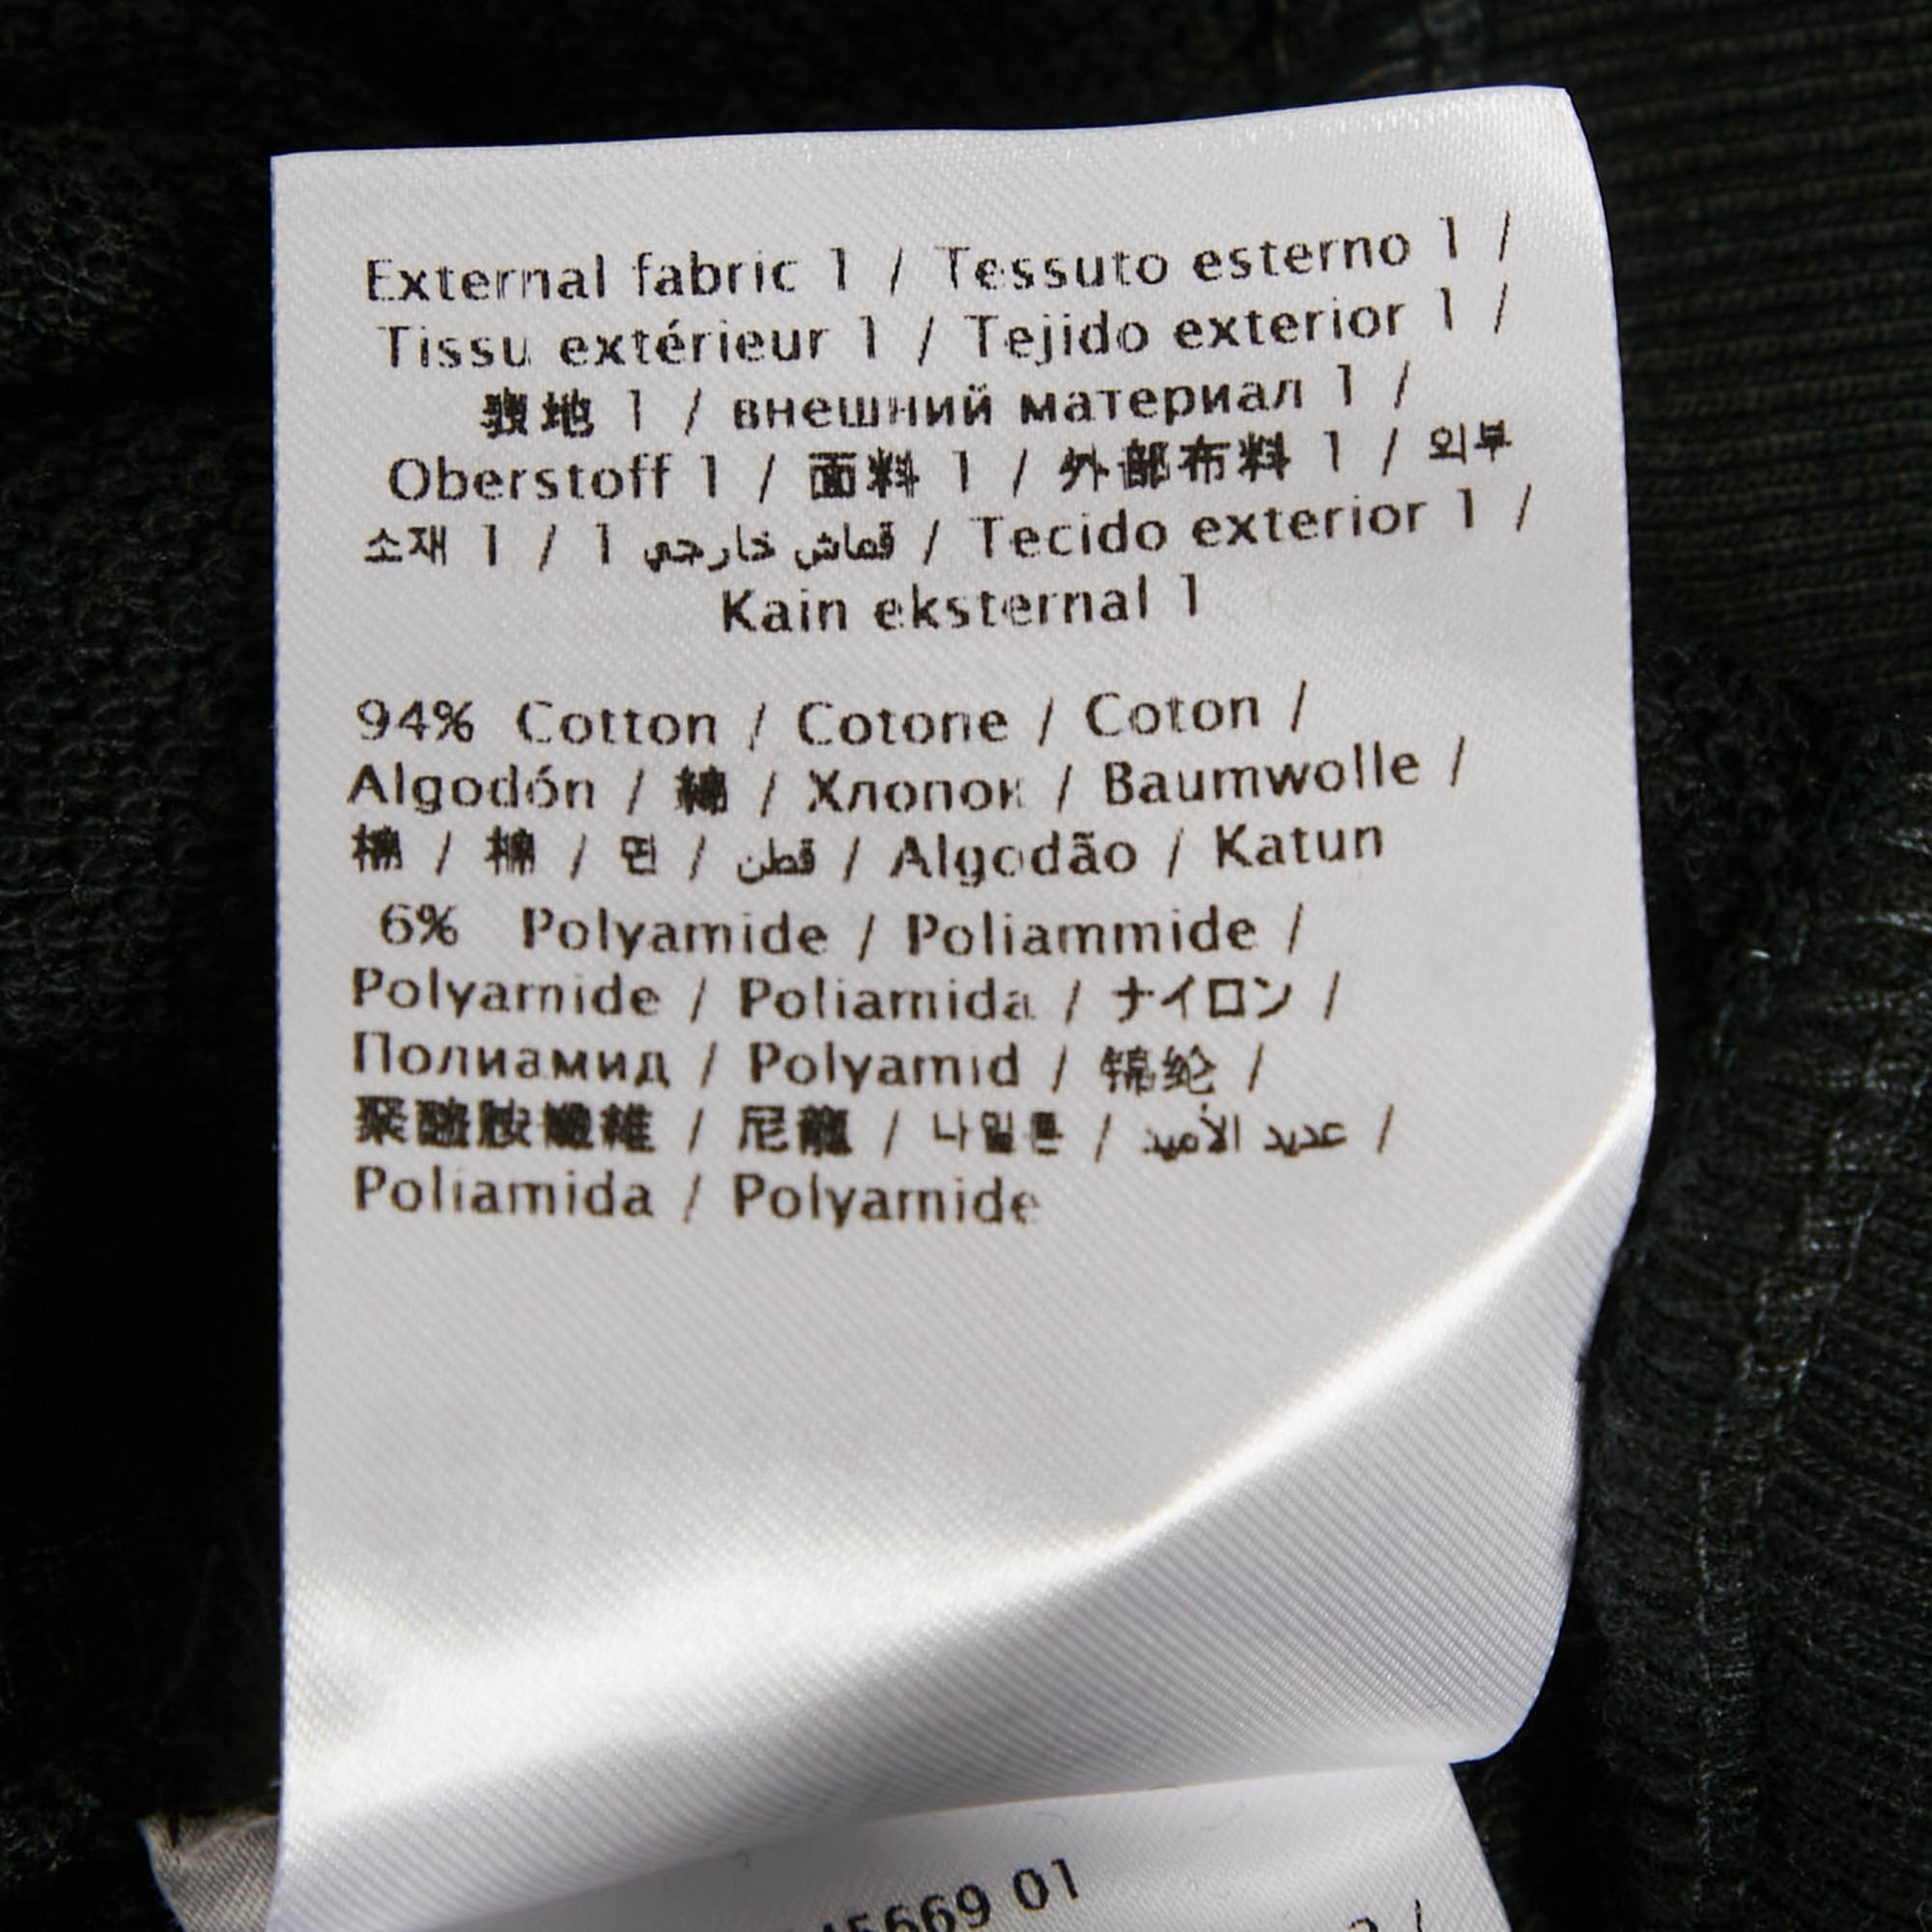 External fabric 1 / Tessuto esterno 1 /
Tissu extérieur 1 / Tejido exterior 1 /
表地 1 / внешний материал 1 /
Oberstoff 1 / 面料 1 / 外部布料 1 / 외부
소재 1 / 1 قماش خارجي / Tecido exterior 1 /
Kain eksternal 1
94% Cotton / Cotone / Coton /
Algodón / 綿 / Хлопок / Baumwolle /
棉 / 棉 / 면 / قطن / Algodão / Katun
6% Polyamide / Poliammide /
Polyamide / Poliamida / ナイロン /
Полиамид / Polyamid / 锦纶 /
聚醯胺纖維 / 尼龍 / 나일론 / عديد الأميد /
Poliamida / Polyamide
5669 01